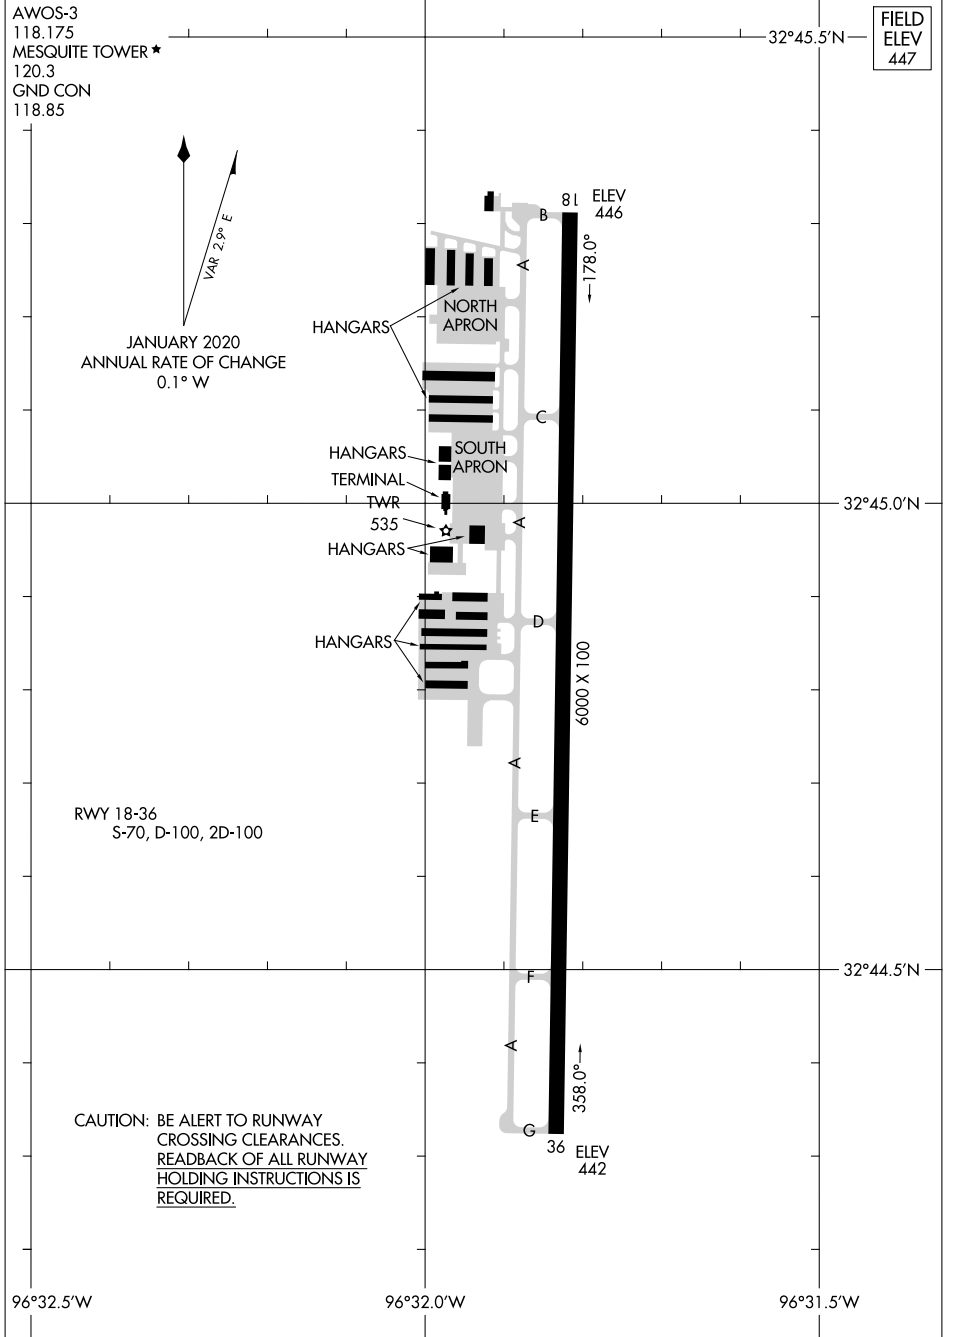 AWOS-3
118.175
MESQUITE TOWER★
120.3
GND CON
118.85
32°45.5'N
FIELD
ELEV
447
VAR 2.9° E
JANUARY 2020
ANNUAL RATE OF CHANGE
0.1° W
18
ELEV
446
B
A
178.0°
HANGARS
NORTH
APRON
C
HANGARS
SOUTH
APRON
TERMINAL
TWR
535
A
32°45.0'N
HANGARS
D
HANGARS
6000 X 100
A
RWY 18-36
S-70, D-100, 2D-100
E
F
32°44.5'N
A
358.0°
CAUTION: BE ALERT TO RUNWAY
CROSSING CLEARANCES.
READBACK OF ALL RUNWAY
HOLDING INSTRUCTIONS IS
REQUIRED.
G
36
ELEV
442
96°32.5'W
96°32.0'W
96°31.5'W